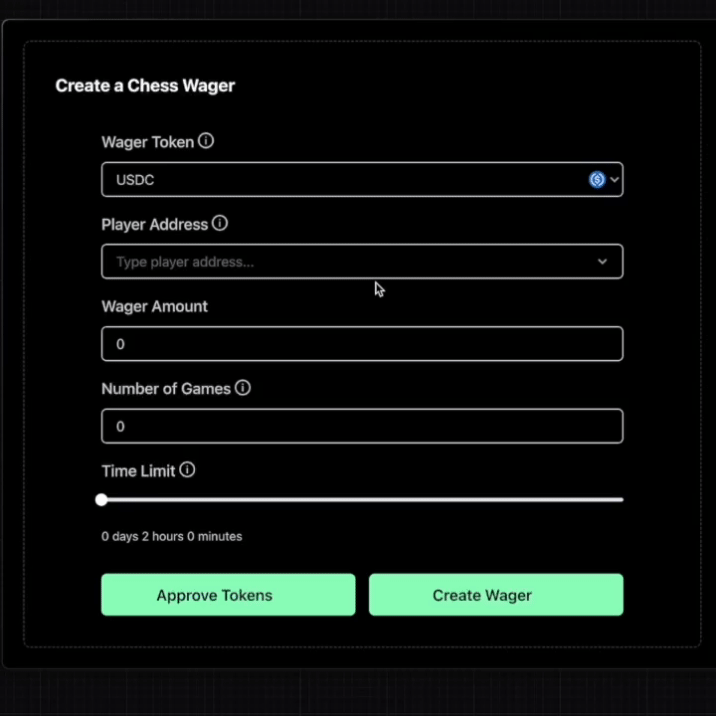 Create a Chess Wager
Wager Token
USDC
Player Address
Type player address...
Wager Amount
0
Number of Games
0
Time Limit
0 days 2 hours 0 minutes
Approve Tokens
Create Wager